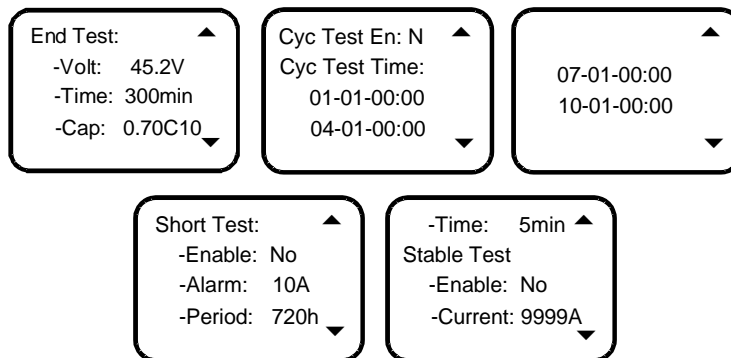 End Test:
-Volt: 45.2V
-Time: 300min
-Cap: 0.70C10
Cyc Test En: N
Cyc Test Time:
01-01-00:00
04-01-00:00
07-01-00:00
10-01-00:00
Short Test:
-Enable: No
-Alarm: 10A
-Period: 720h
-Time: 5min
Stable Test
-Enable: No
-Current: 9999A